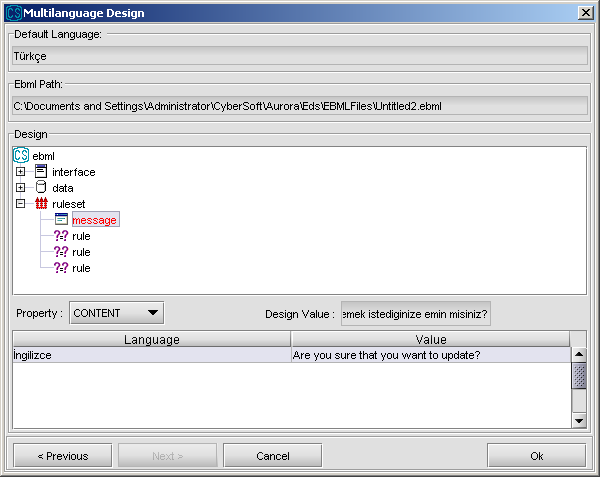 CS Multilanguage Design
Default Language:
Türkçe
Ebml Path:
C:\Documents and Settings\Administrator\CyberSoft\Aurora\Eds\EBMLFiles\Untitled2.ebml
Design
CS ebml
interface
data
ruleset
message
?-? rule
?-? rule
?-? rule
Property : CONTENT Design Value : emek istediginize emin misiniz?
Language Value
İngilizce Are you sure that you want to update?
< Previous Next > Cancel Ok